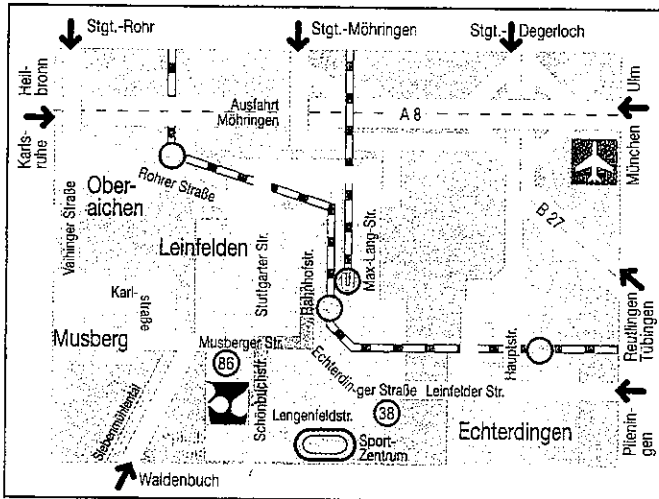 Stgt.-Rohr
Stgt.-Möhringen
Stgt.- Degerloch
Heil-
bronn
Karls-
ruhe
Ausfahrt
Möhringen
A 8
Ulm
München
Rohrer Straße
Ober-
aichen
Vaihinger Straße
B 27
Leinfelden
Stuttgarter Str.
Bahnhofstr.
Max-Lang-Str.
U
Karl-
straße
Musberg
Reutlingen
Tübingen
Musberger Str.
86
Schönbuchstr.
Echterdin-
ger Straße
Leinfelder Str.
Hauptstr.
38
Lengenfeldstr.
Sport-
Zentrum
Echterdingen
Plienin-
gen
Siebenmühlental
Waldenbuch